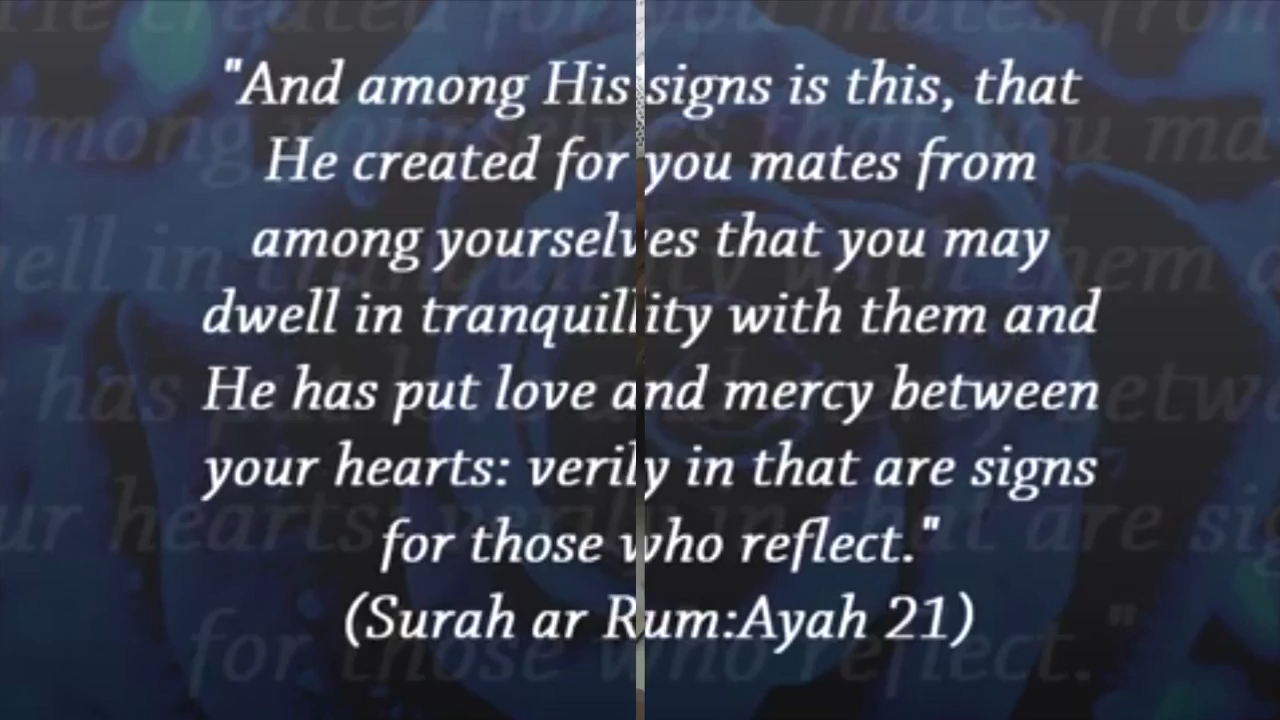 "And among His signs is this, that
He created for you mates from
among yourselves that you may
dwell in tranquillity with them and
He has put love and mercy between
your hearts: verily in that are signs
for those who reflect."
(Surah ar Rum:Ayah 21)